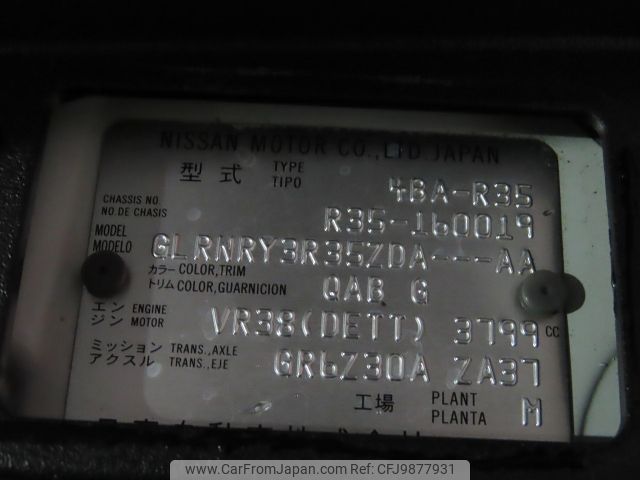 NISSAN MOTOR CO.,LTD.JAPAN
型式 TYPE TIPO 4BA-R35
CHASSIS NO. NO DE CHASIS R35-160019
MODEL MODELO GLRNRY3R35ZDA---AA
カラー COLOR,TRIM
トリム COLOR,GUARNICION QAB G
エンジン ENGINE MOTOR VR38(DETT) 3799 CC
ミッション TRANS.,AXLE
アクスル TRANS.,EJE GR6Z30A ZA37
工場 PLANT PLANTA M
www.CarFromJapan.com | Photo ID: CFJ9877931